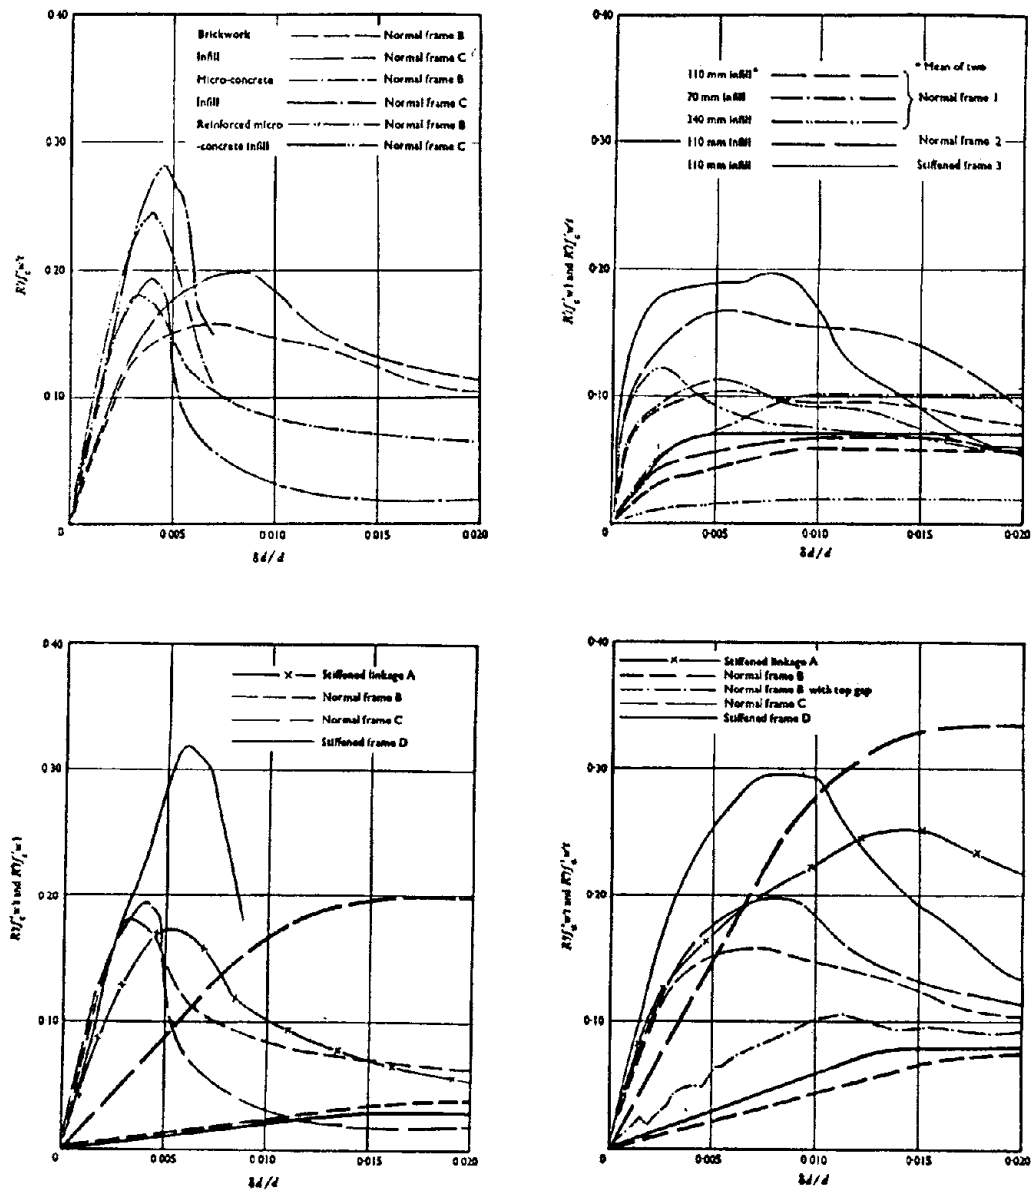 0·40
Brickwork Normal frame B
Infill Normal frame C
Micro-concrete Normal frame B
Infill Normal frame C
Reinforced micro Normal frame B
-concrete infill Normal frame C
0·30
0·20
0·10
0
0 0·005 0·010 0·015 0·020
δd/d
0·40
* Mean of two
110 mm infill*
70 mm infill Normal frame 1
240 mm infill
110 mm infill Normal frame 2
110 mm infill Stiffened frame 3
0·30
0·20
0·10
0
0 0·005 0·010 0·015 0·020
δd/d
0·40
Stiffened linkage A
Normal frame B
Normal frame C
Stiffened frame D
0·30
0·20
0·10
0 0·005 0·010 0·015 0·020
δd/d
0·40
Stiffened linkage A
Normal frame B
Normal frame B with top gap
Normal frame C
Stiffened frame D
0·30
0·20
0·10
0 0·005 0·010 0·015 0·020
δd/d